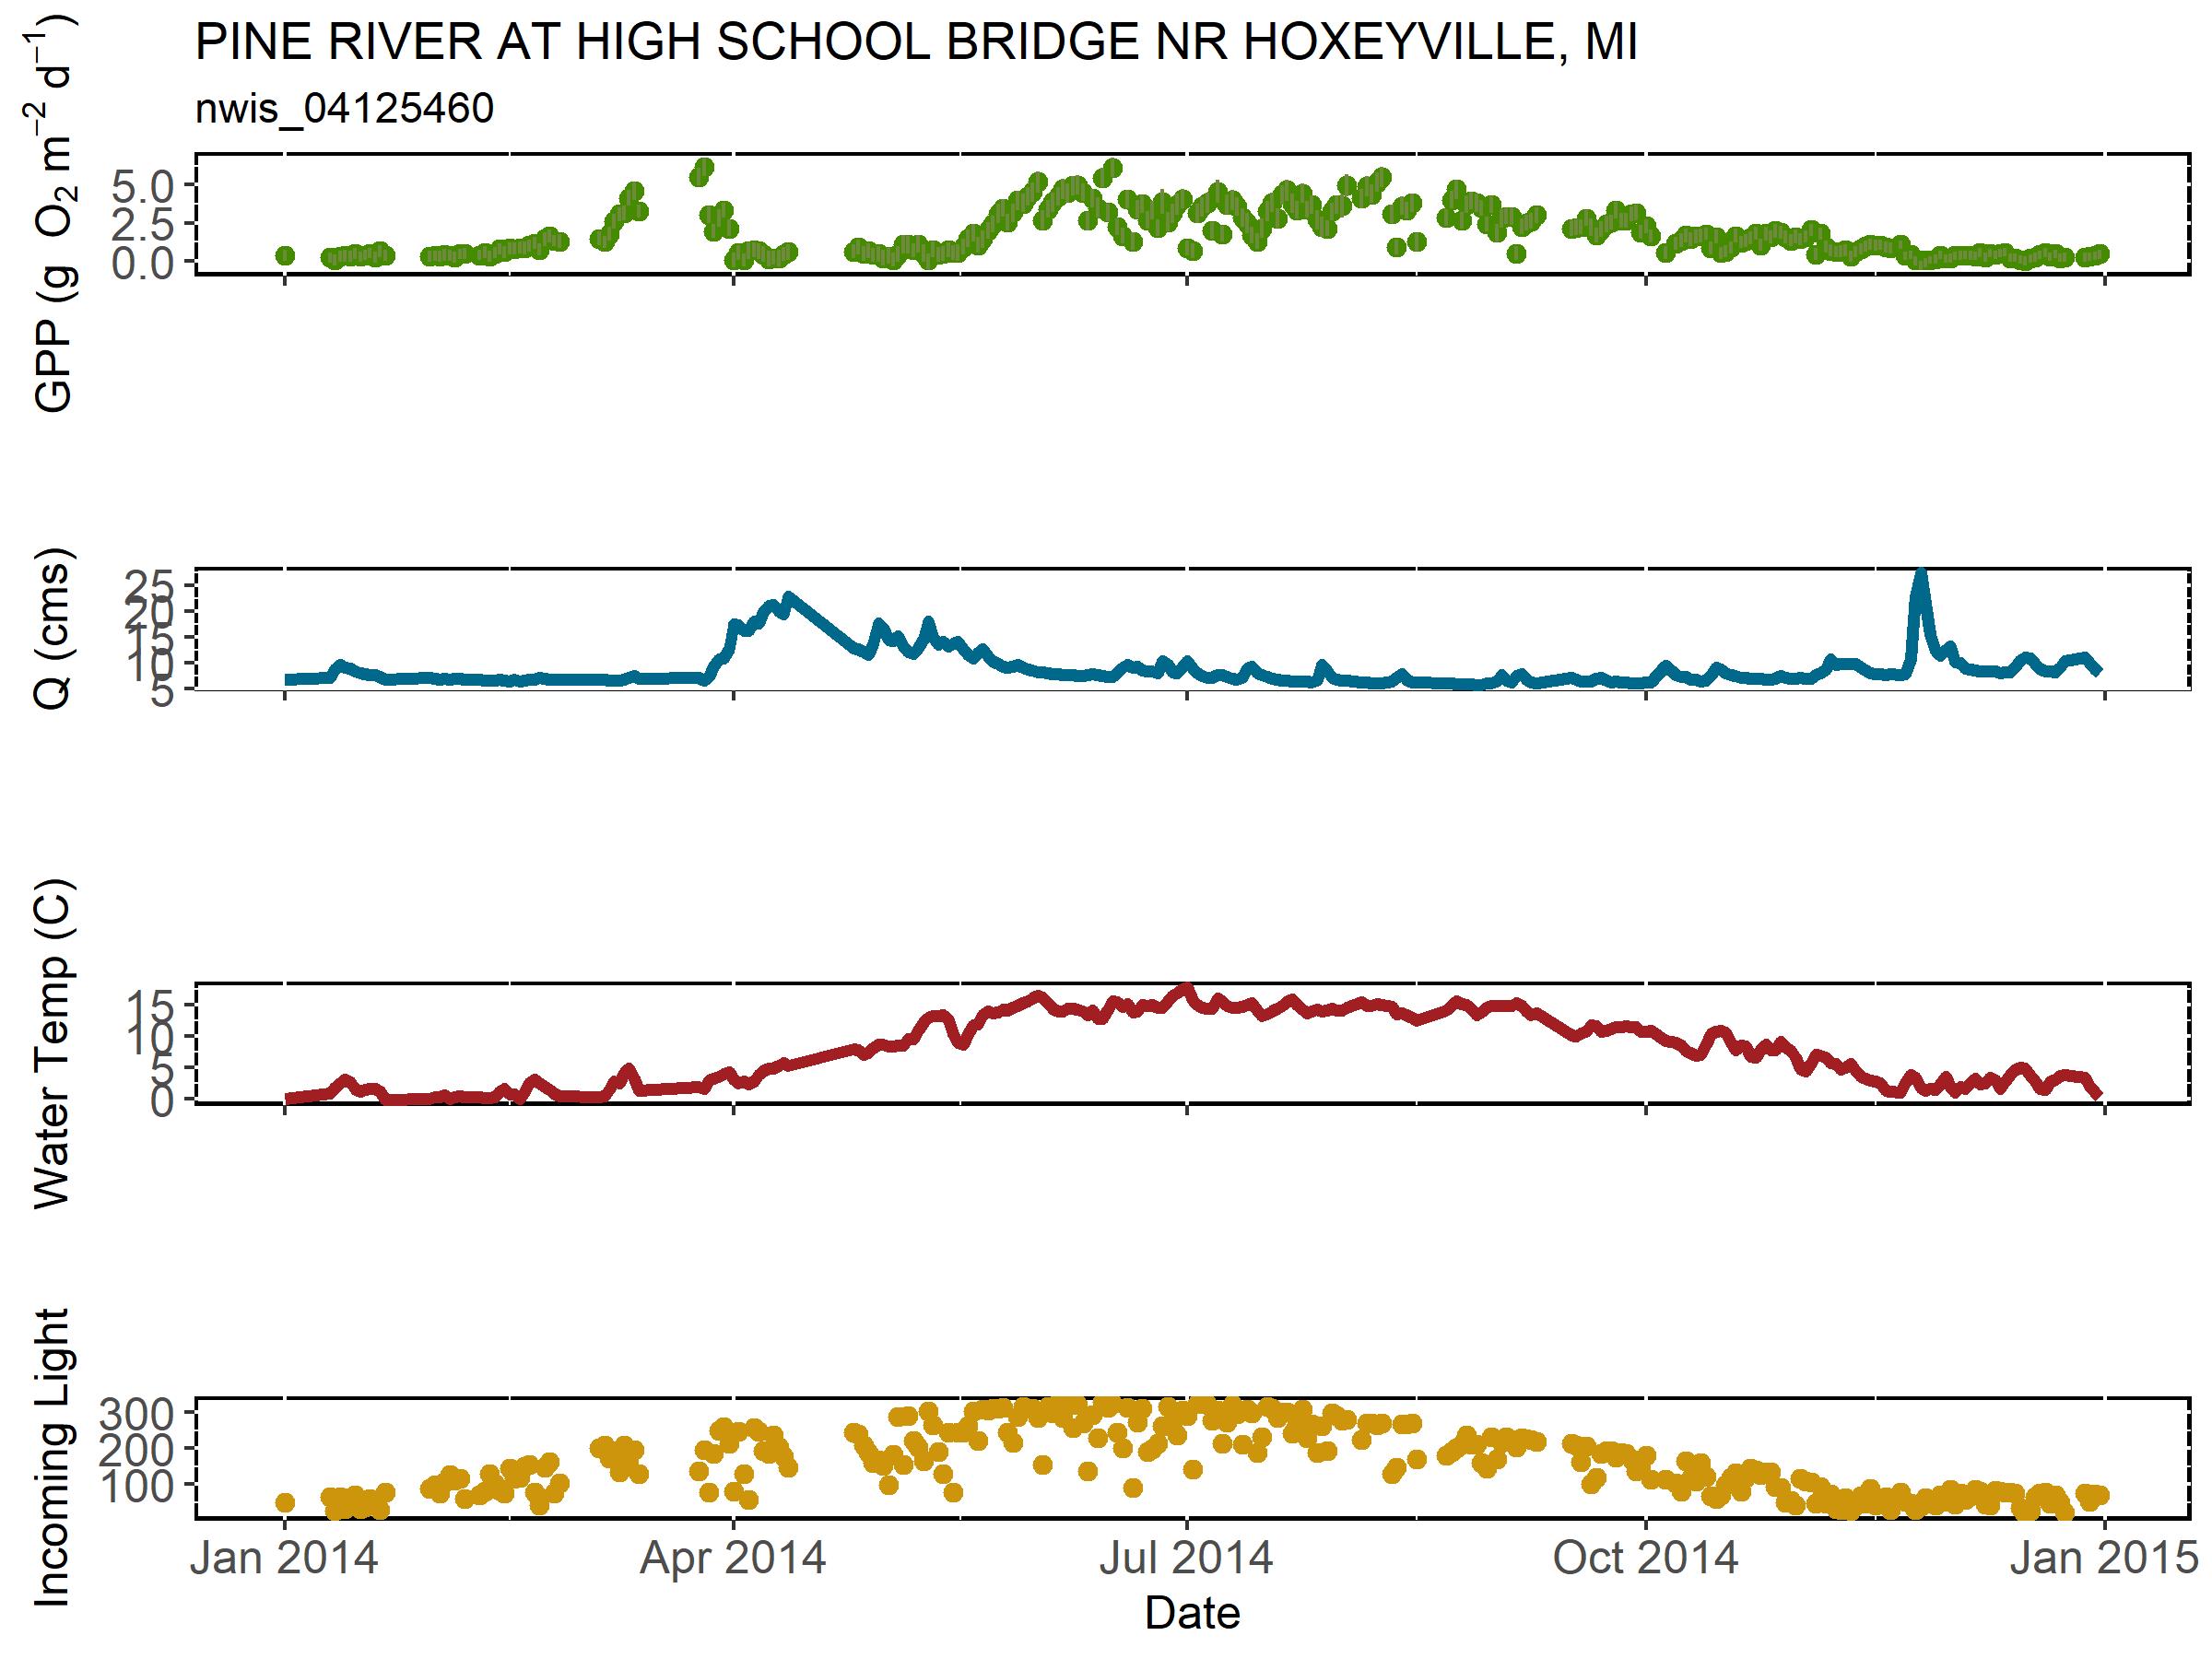 PINE RIVER AT HIGH SCHOOL BRIDGE NR HOXEYVILLE, MI
nwis_04125460
GPP (g O₂ m⁻² d⁻¹)
5.0
2.5
0.0
Q (cms)
25
20
15
10
5
Water Temp (C)
15
10
5
0
Incoming Light
300
200
100
Jan 2014 Apr 2014 Jul 2014 Oct 2014 Jan 2015
Date